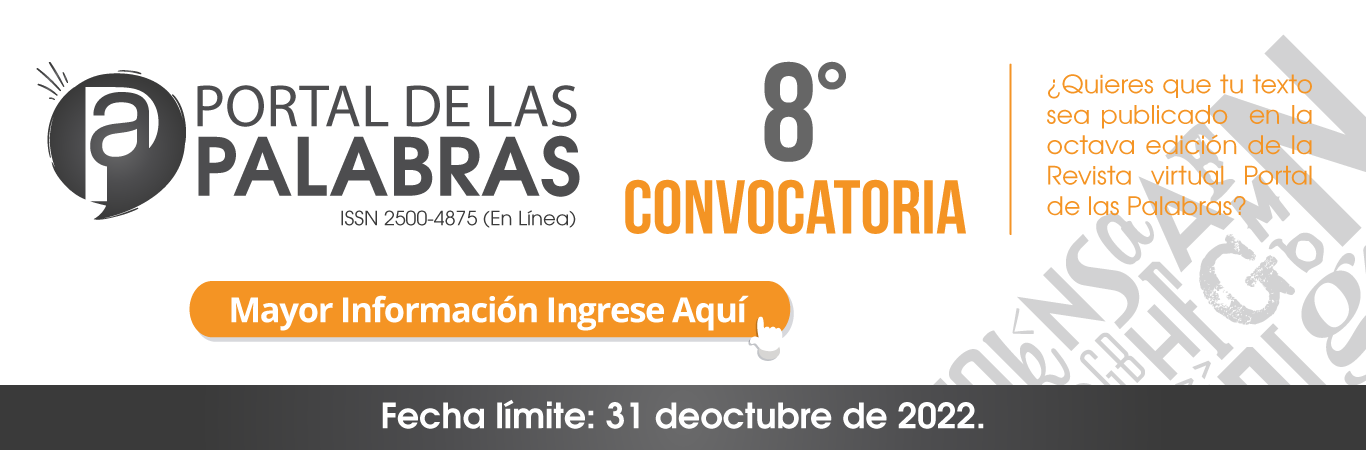 PORTAL DE LAS
PALABRAS
ISSN 2500-4875 (En Línea)
8°
CONVOCATORIA
¿Quieres que tu texto
sea publicado en la
octava edición de la
Revista virtual Portal
de las Palabras?
Mayor Información Ingrese Aquí
Fecha límite: 31 deoctubre de 2022.